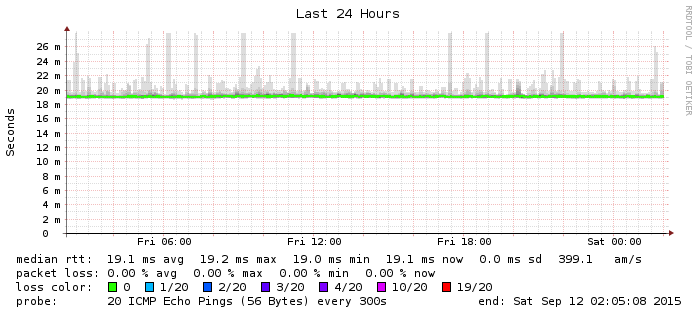 Last 24 Hours
RRDTOOL / TOBI OETIKER
Seconds
26 m
24 m
22 m
20 m
18 m
16 m
14 m
12 m
10 m
8 m
6 m
4 m
2 m
0
Fri 06:00 Fri 12:00 Fri 18:00 Sat 00:00
median rtt: 19.1 ms avg 19.2 ms max 19.0 ms min 19.1 ms now 0.0 ms sd 399.1 am/s
packet loss: 0.00 % avg 0.00 % max 0.00 % min 0.00 % now
loss color: 0 1/20 2/20 3/20 4/20 10/20 19/20
probe: 20 ICMP Echo Pings (56 Bytes) every 300s end: Sat Sep 12 02:05:08 2015